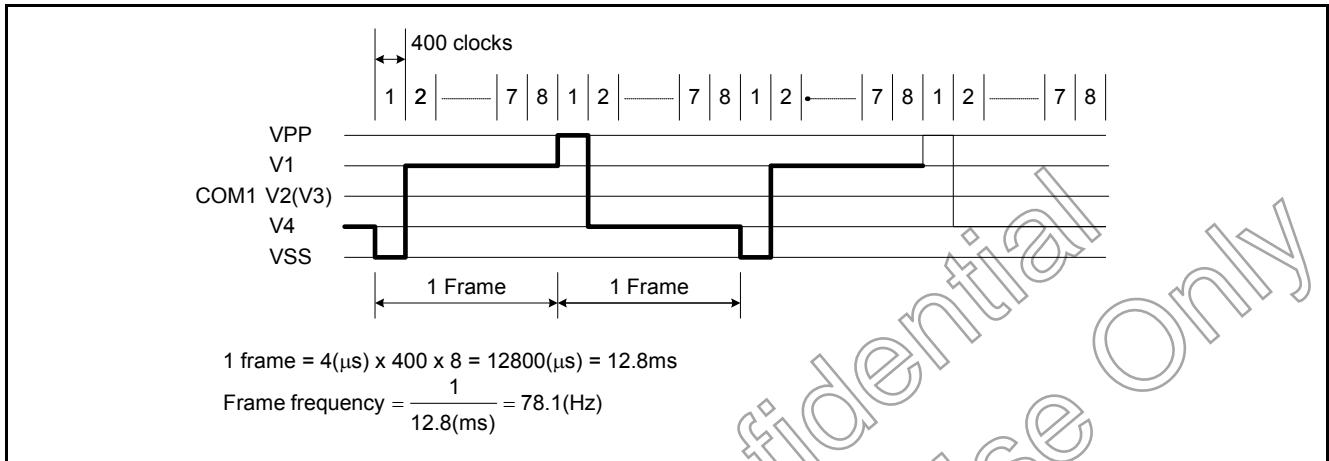 400 clocks
1 2 7 8 1 2 7 8 1 2 7 8 1 2 7 8
VPP
V1
COM1 V2(V3)
V4
VSS
1 Frame 1 Frame
1 frame = 4(μs) x 400 x 8 = 12800(μs) = 12.8ms
Frame frequency = 1 / 12.8(ms) = 78.1(Hz)
fidential
Only